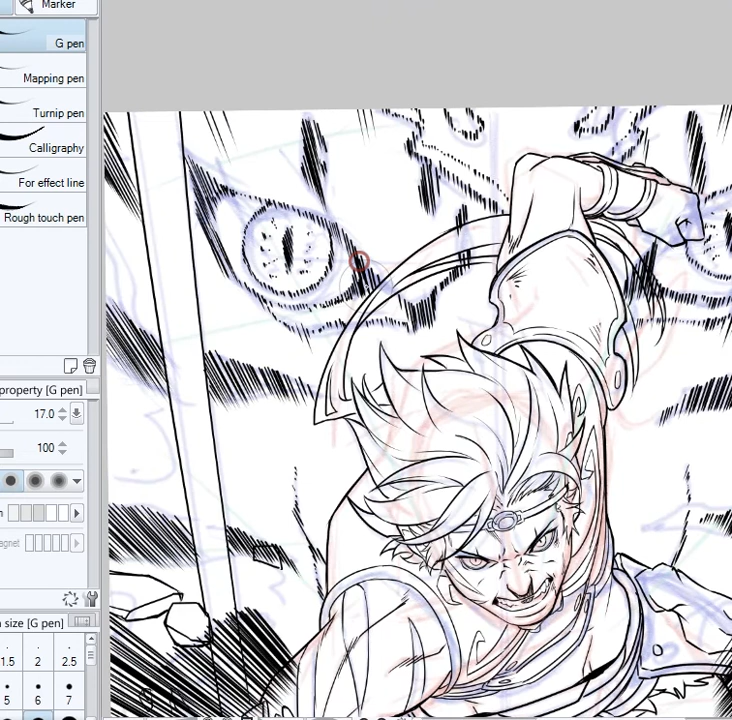 Marker
G pen
Mapping pen
Turnip pen
Calligraphy
For effect line
Rough touch pen
property [G pen]
17.0
100
size [G pen]
1.5 2 2.5
5 6 7